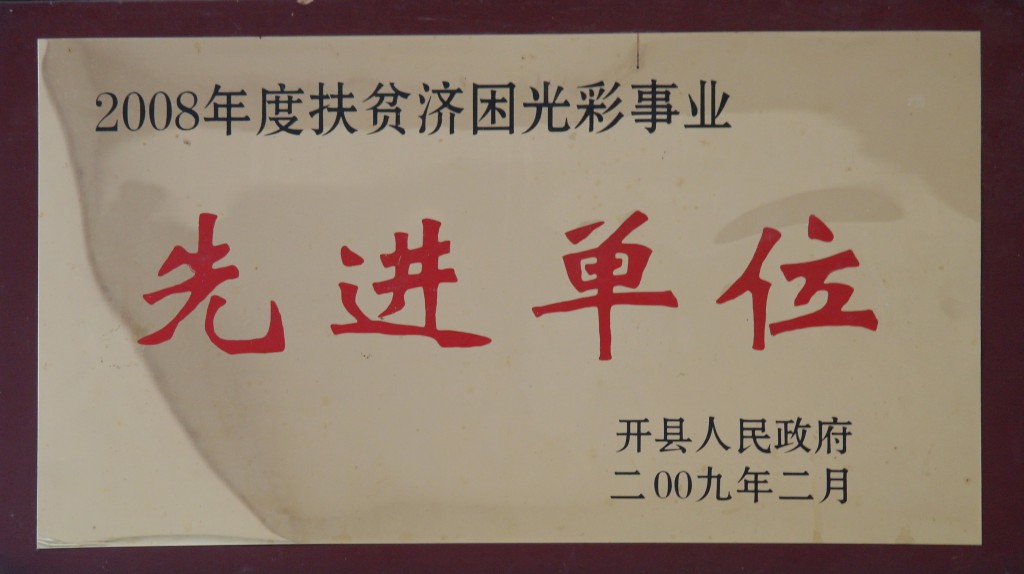 2008年度扶贫济困光彩事业
先进单位
开县人民政府
二00九年二月